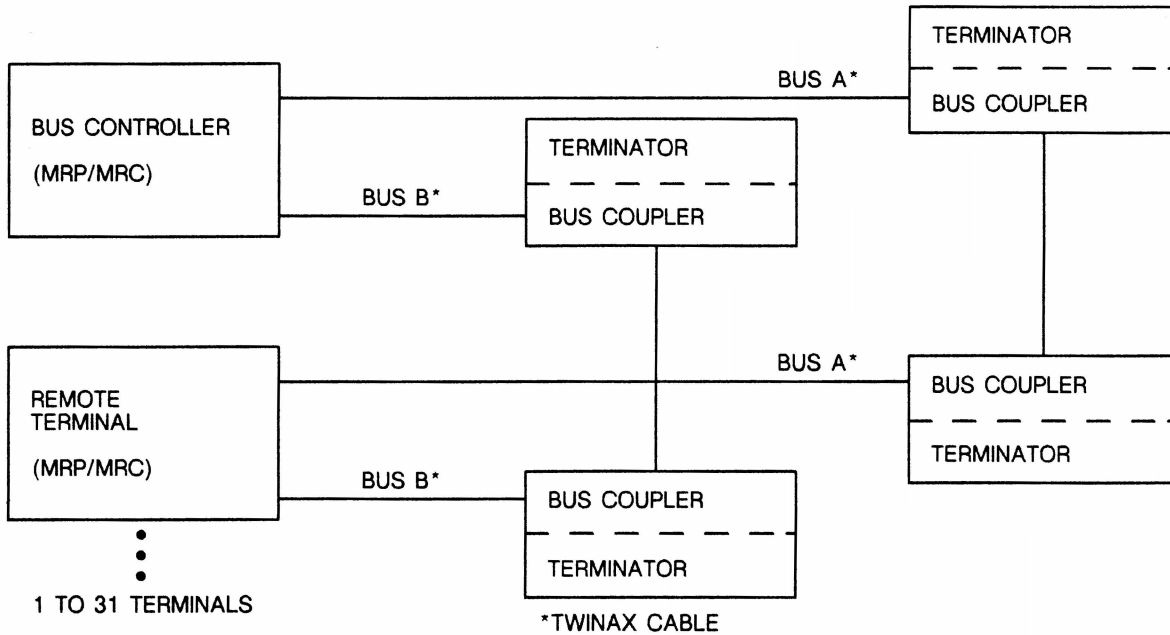 TERMINATOR
BUS COUPLER
BUS A*
BUS CONTROLLER
(MRP/MRC)
TERMINATOR
BUS COUPLER
BUS B*
REMOTE
TERMINAL
(MRP/MRC)
BUS A*
BUS COUPLER
TERMINATOR
BUS B*
BUS COUPLER
TERMINATOR
1 TO 31 TERMINALS
*TWINAX CABLE